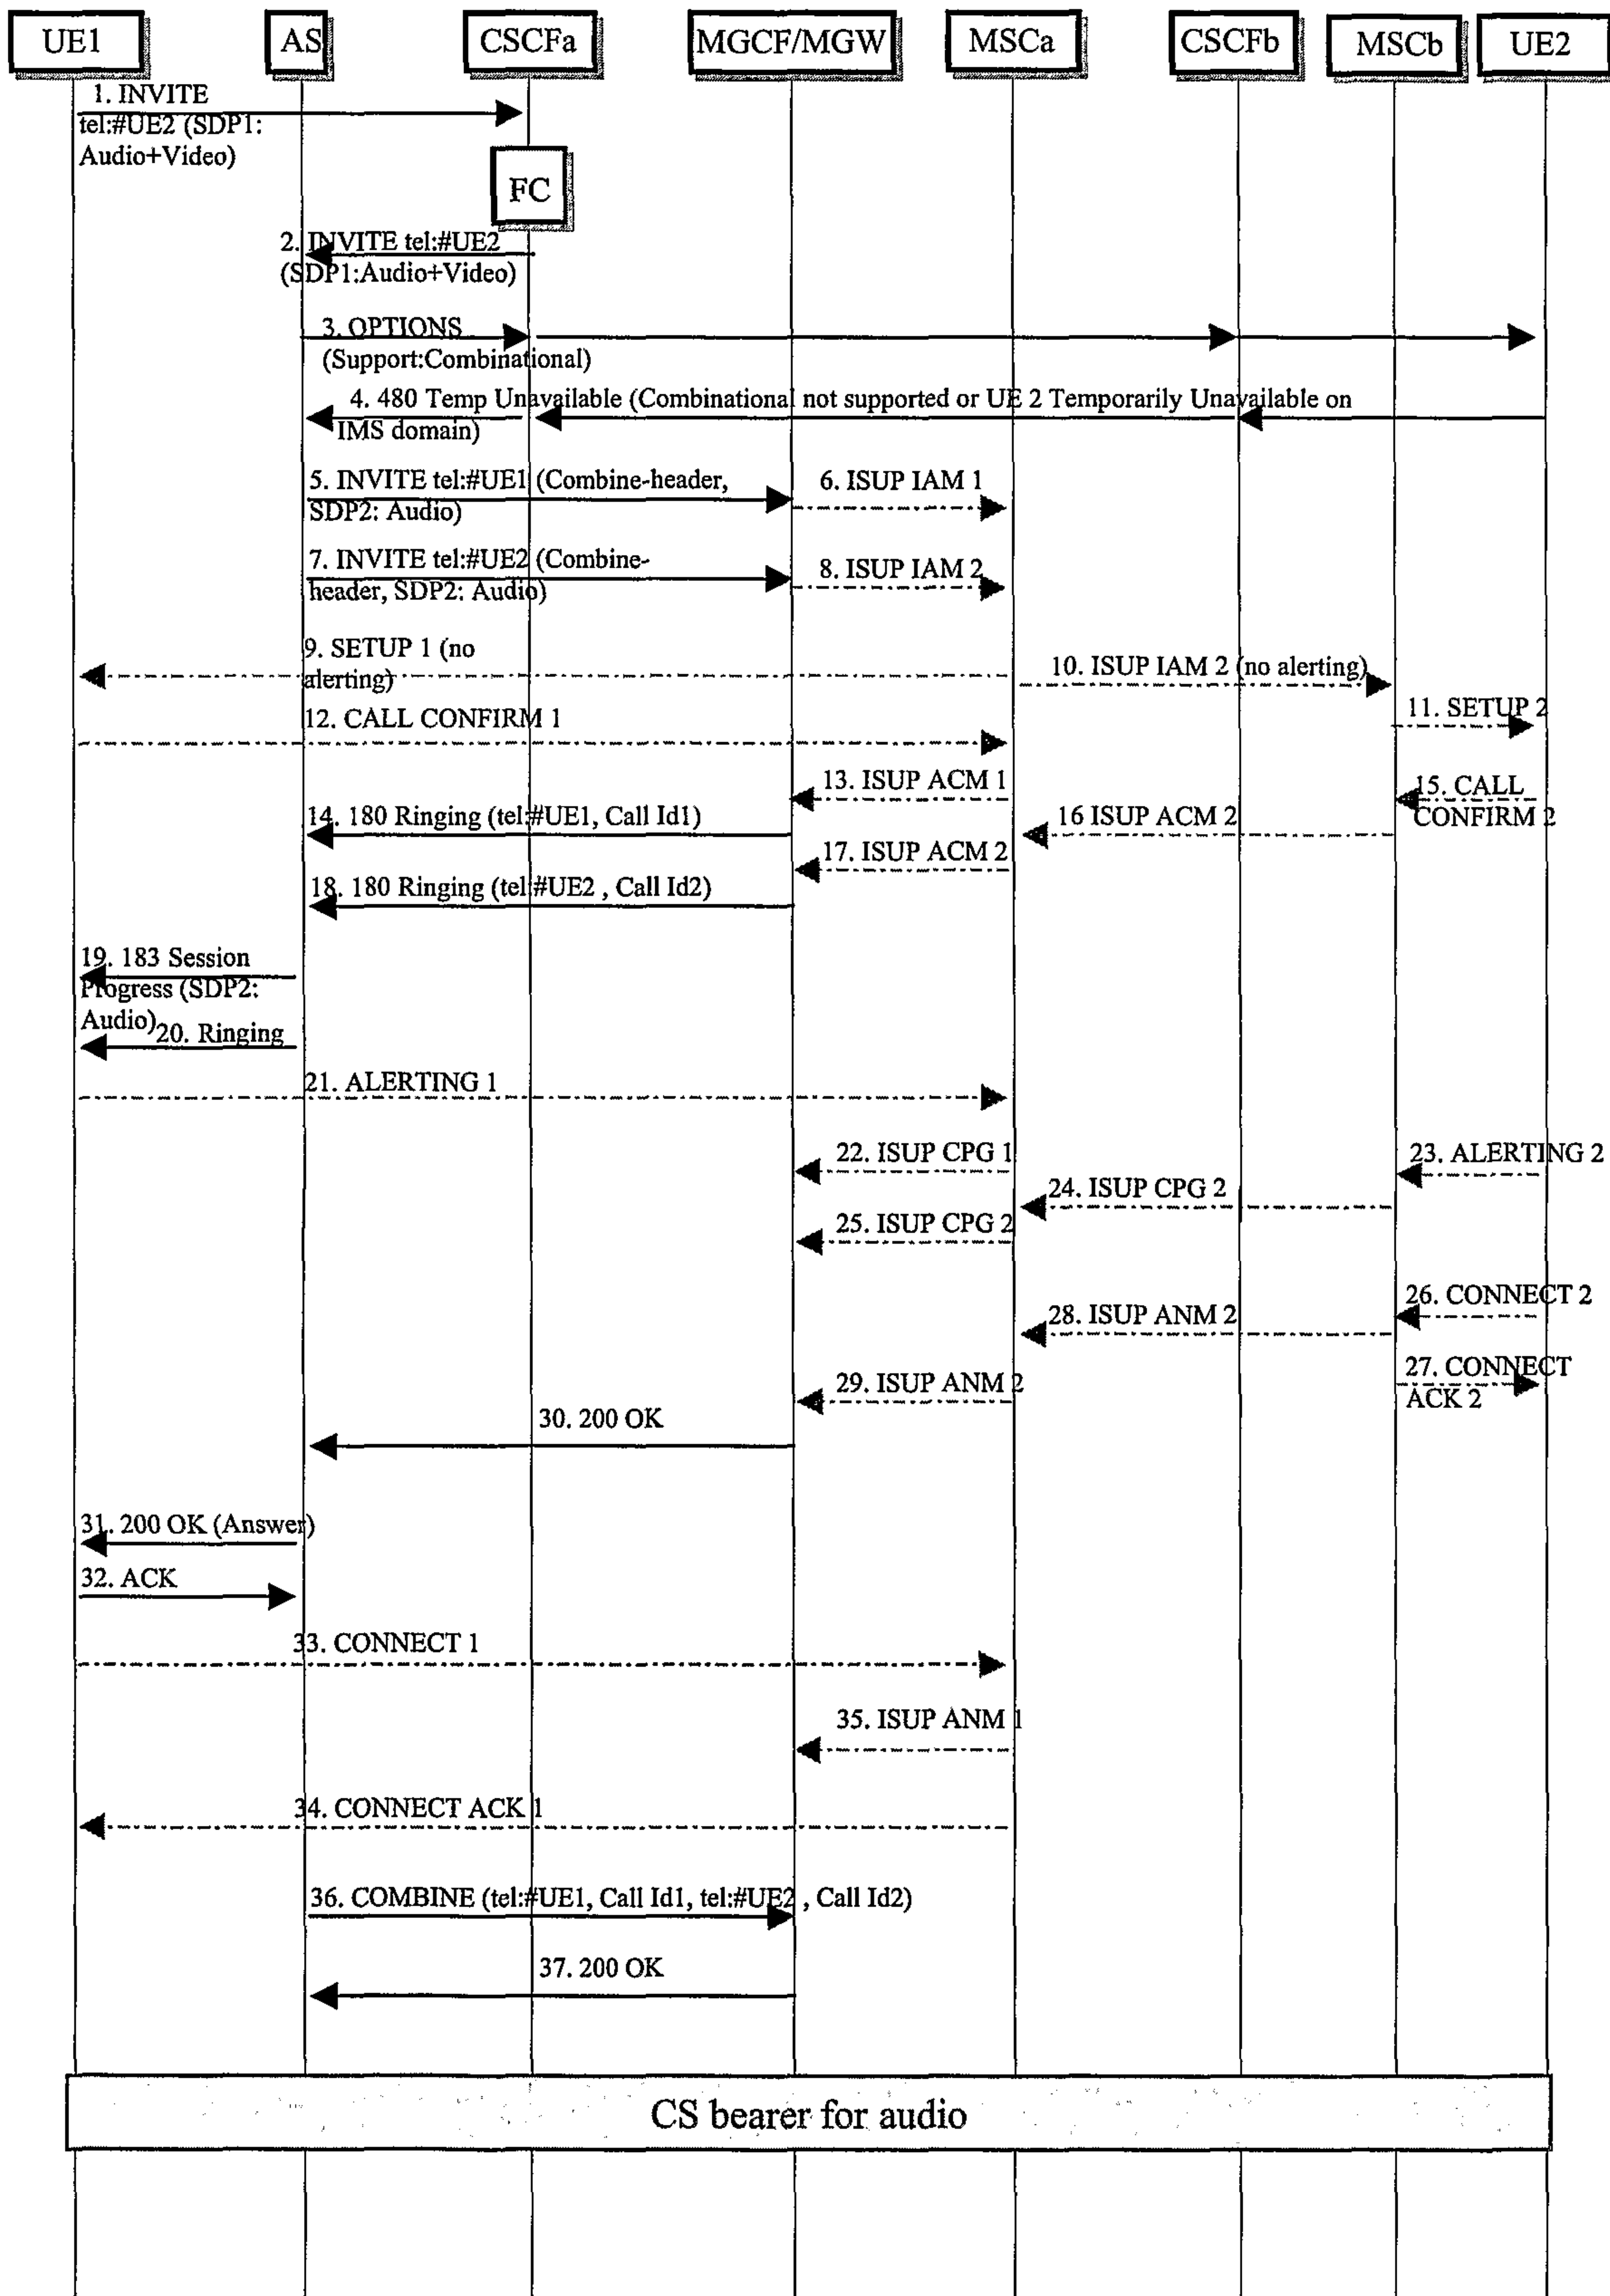 UE1
AS
CSCFa
MGCF/MGW
MSCa
CSCFb
MSCb
UE2
1. INVITE
tel:#UE2 (SDP1:
Audio+Video)
FC
2. INVITE tel:#UE2
(SDP1:Audio+Video)
3. OPTIONS
(Support:Combinational)
4. 480 Temp Unavailable (Combinational not supported or UE 2 Temporarily Unavailable on
IMS domain)
5. INVITE tel:#UE1 (Combine-header,
SDP2: Audio)
6. ISUP IAM 1
7. INVITE tel:#UE2 (Combine-
header, SDP2: Audio)
8. ISUP IAM 2
9. SETUP 1 (no
alerting)
10. ISUP IAM 2 (no alerting)
11. SETUP 2
12. CALL CONFIRM 1
13. ISUP ACM 1
15. CALL
CONFIRM 2
14. 180 Ringing (tel:#UE1, Call Id1)
16 ISUP ACM 2
17. ISUP ACM 2
18. 180 Ringing (tel:#UE2 , Call Id2)
19. 183 Session
Progress (SDP2:
Audio)
20. Ringing
21. ALERTING 1
22. ISUP CPG 1
23. ALERTING 2
24. ISUP CPG 2
25. ISUP CPG 2
26. CONNECT 2
28. ISUP ANM 2
27. CONNECT
ACK 2
29. ISUP ANM 2
30. 200 OK
31. 200 OK (Answer)
32. ACK
33. CONNECT 1
35. ISUP ANM 1
34. CONNECT ACK 1
36. COMBINE (tel:#UE1, Call Id1, tel:#UE2 , Call Id2)
37. 200 OK
CS bearer for audio